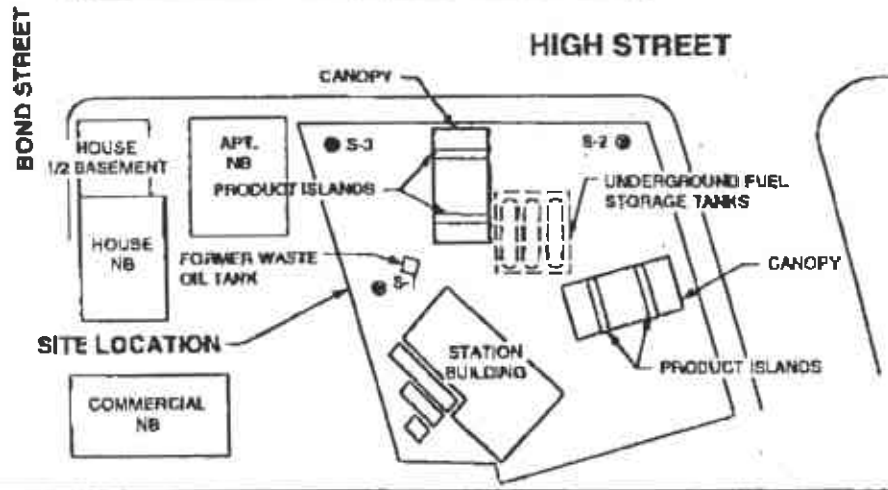 BOND STREET
HIGH STREET
CANOPY
HOUSE
1/2 BASEMENT
APT.
NB
S-3
S-2
PRODUCT ISLANDS
UNDERGROUND FUEL
STORAGE TANKS
HOUSE
NB
FORMER WASTE
OIL TANK
S-
CANOPY
SITE LOCATION
STATION
BUILDING
PRODUCT ISLANDS
COMMERCIAL
NB